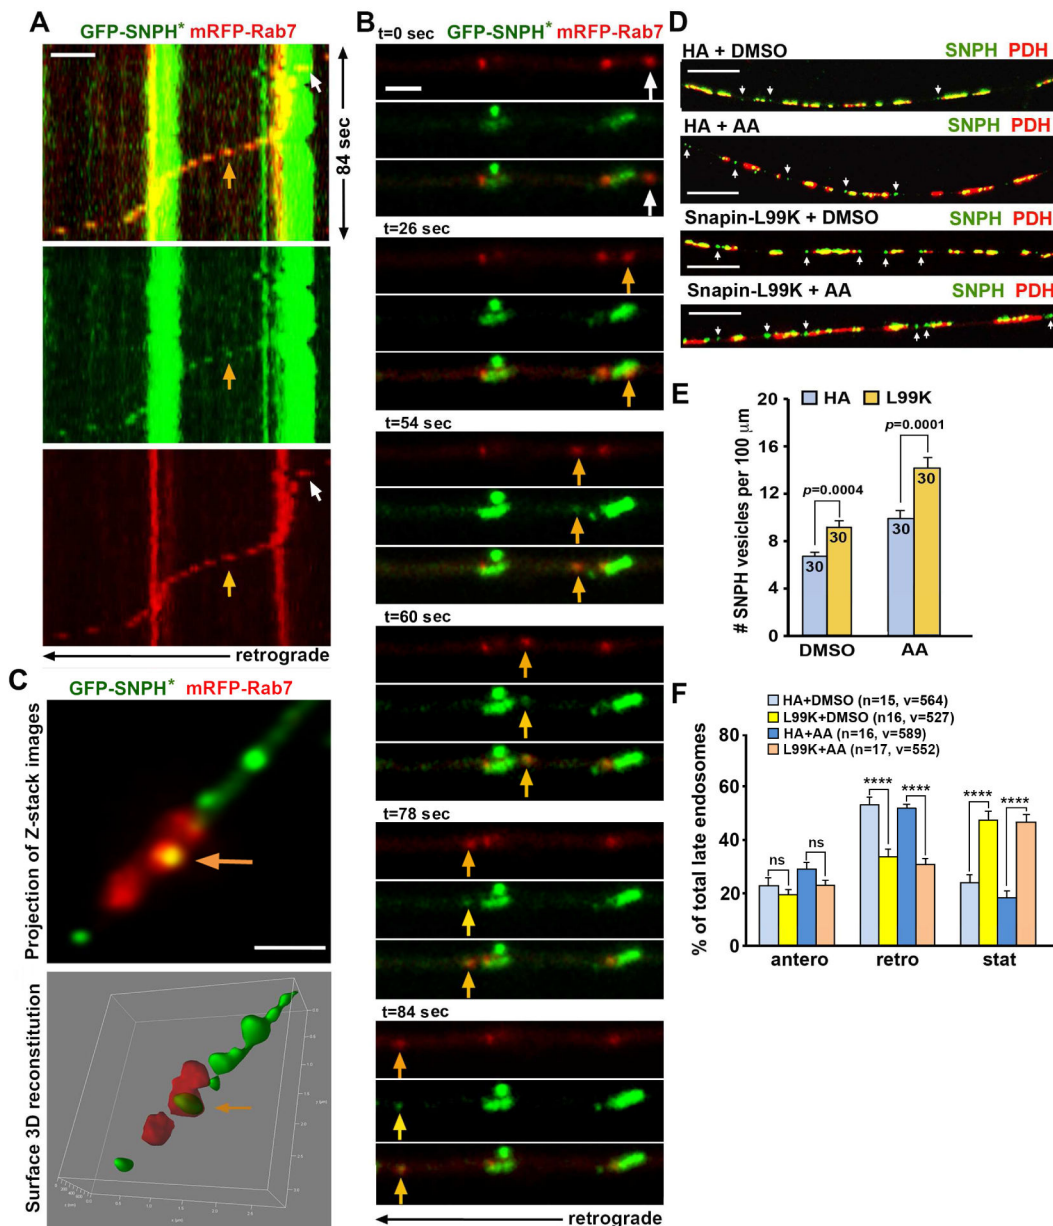 A
GFP-SNPH* mRFP-Rab7
84 sec
retrograde
B
t=0 sec GFP-SNPH* mRFP-Rab7
t=26 sec
t=54 sec
t=60 sec
t=78 sec
t=84 sec
retrograde
C
GFP-SNPH* mRFP-Rab7
Projection of Z-stack images
Surface 3D reconstitution
D
HA + DMSO SNPH PDH
HA + AA SNPH PDH
Snapin-L99K + DMSO SNPH PDH
Snapin-L99K + AA SNPH PDH
E
HA L99K
# SNPH vesicles per 100 µm
20
16
12
8
4
0
p=0.0004
p=0.0001
30
30
30
30
DMSO AA
F
HA+DMSO (n=15, v=564)
L99K+DMSO (n16, v=527)
HA+AA (n=16, v=589)
L99K+AA (n=17, v=552)
% of total late endosomes
80
60
40
20
0
ns
ns
****
****
****
****
antero retro stat